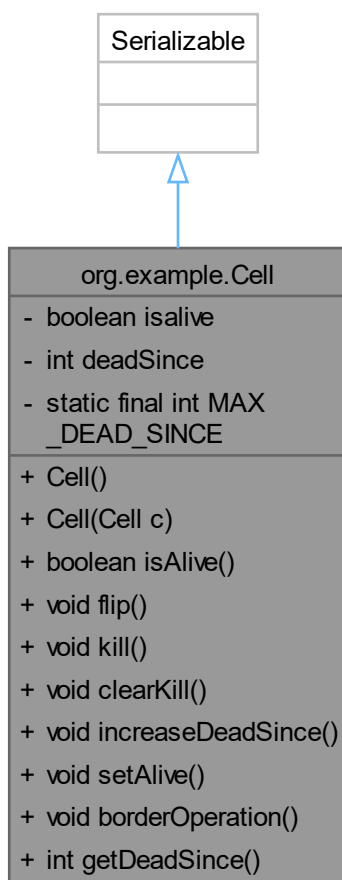 Serializable
org.example.Cell
- boolean isalive
- int deadSince
- static final int MAX
_DEAD_SINCE
+ Cell()
+ Cell(Cell c)
+ boolean isAlive()
+ void flip()
+ void kill()
+ void clearKill()
+ void increaseDeadSince()
+ void setAlive()
+ void borderOperation()
+ int getDeadSince()